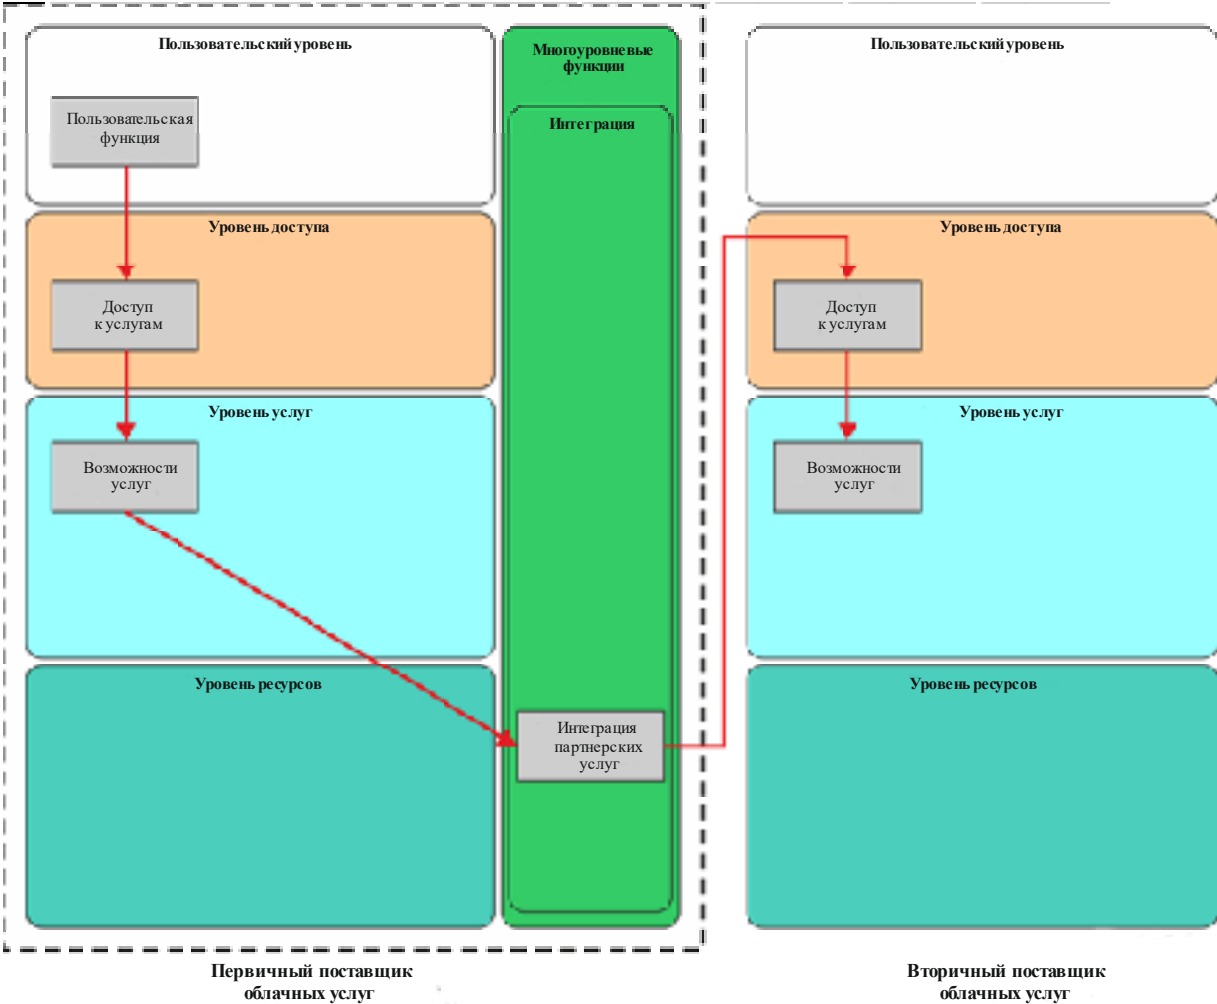 Пользовательский уровень
Пользовательская
функция
Уровень доступа
Доступ
к услугам
Уровень услуг
Возможности
услуг
Уровень ресурсов
Многоуровневые
функции
Интеграция
Интеграция
партнерских
услуг
Первичный поставщик
облачных услуг
Пользовательский уровень
Уровень доступа
Доступ
к услугам
Уровень услуг
Возможности
услуг
Уровень ресурсов
Вторичный поставщик
облачных услуг